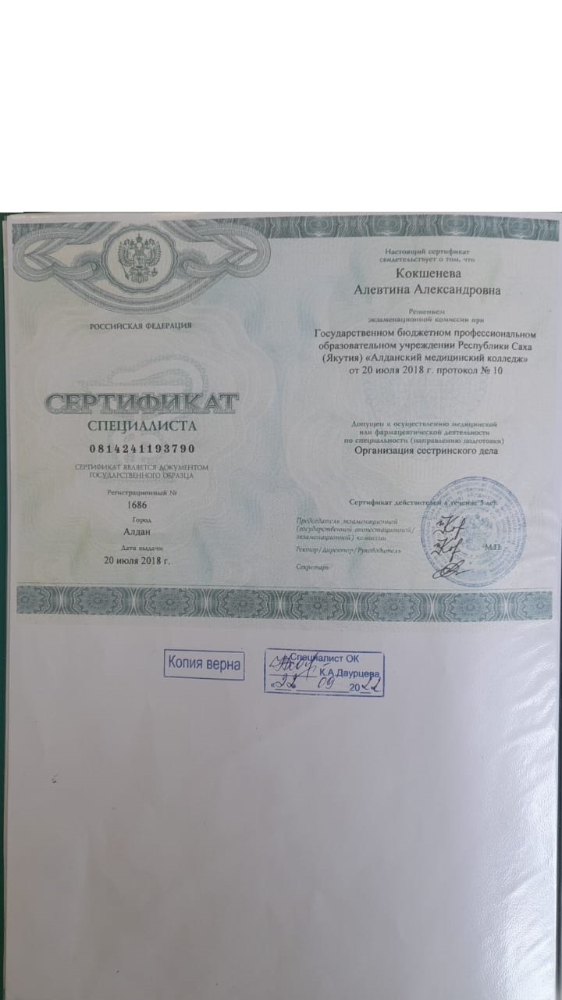 РОССИЙСКАЯ ФЕДЕРАЦИЯ
СЕРТИФИКАТ
СПЕЦИАЛИСТА
0814241193790
СЕРТИФИКАТ ЯВЛЯЕТСЯ ДОКУМЕНТОМ
ГОСУДАРСТВЕННОГО ОБРАЗЦА
Регистрационный №
1686
Город
Алдан
Дата выдачи
20 июля 2018 г.
Настоящий сертификат
свидетельствует о том, что
Кокшенева
Алевтина Александровна
Решением
экзаменационной комиссии при
Государственном бюджетном профессиональном
образовательном учреждении Республики Саха
(Якутия) «Алданский медицинский колледж»
от 20 июля 2018 г. протокол № 10
Допущен к осуществлению медицинской
или фармацевтической деятельности
по специальности (направлению подготовки)
Организация сестринского дела
Сертификат действителен в течение 5 лет.
Председатель экзаменационной
(государственной аттестационной/
экзаменационной) комиссии
Ректор/Директор/Руководитель
М.П.
Секретарь
Копия верна
Специалист ОК
К.А.Даурцева
«22» 09 2022